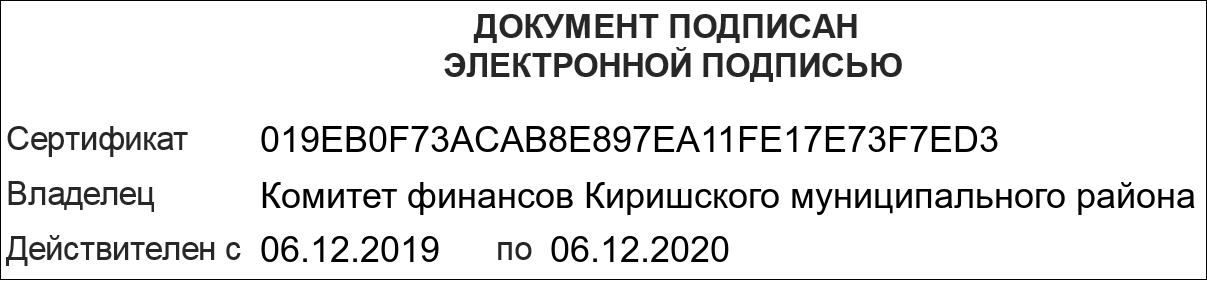 ДОКУМЕНТ ПОДПИСАН
ЭЛЕКТРОННОЙ ПОДПИСЬЮ
Сертификат 019EB0F73ACAB8E897EA11FE17E73F7ED3
Владелец Комитет финансов Киришского муниципального района
Действителен с 06.12.2019 по 06.12.2020